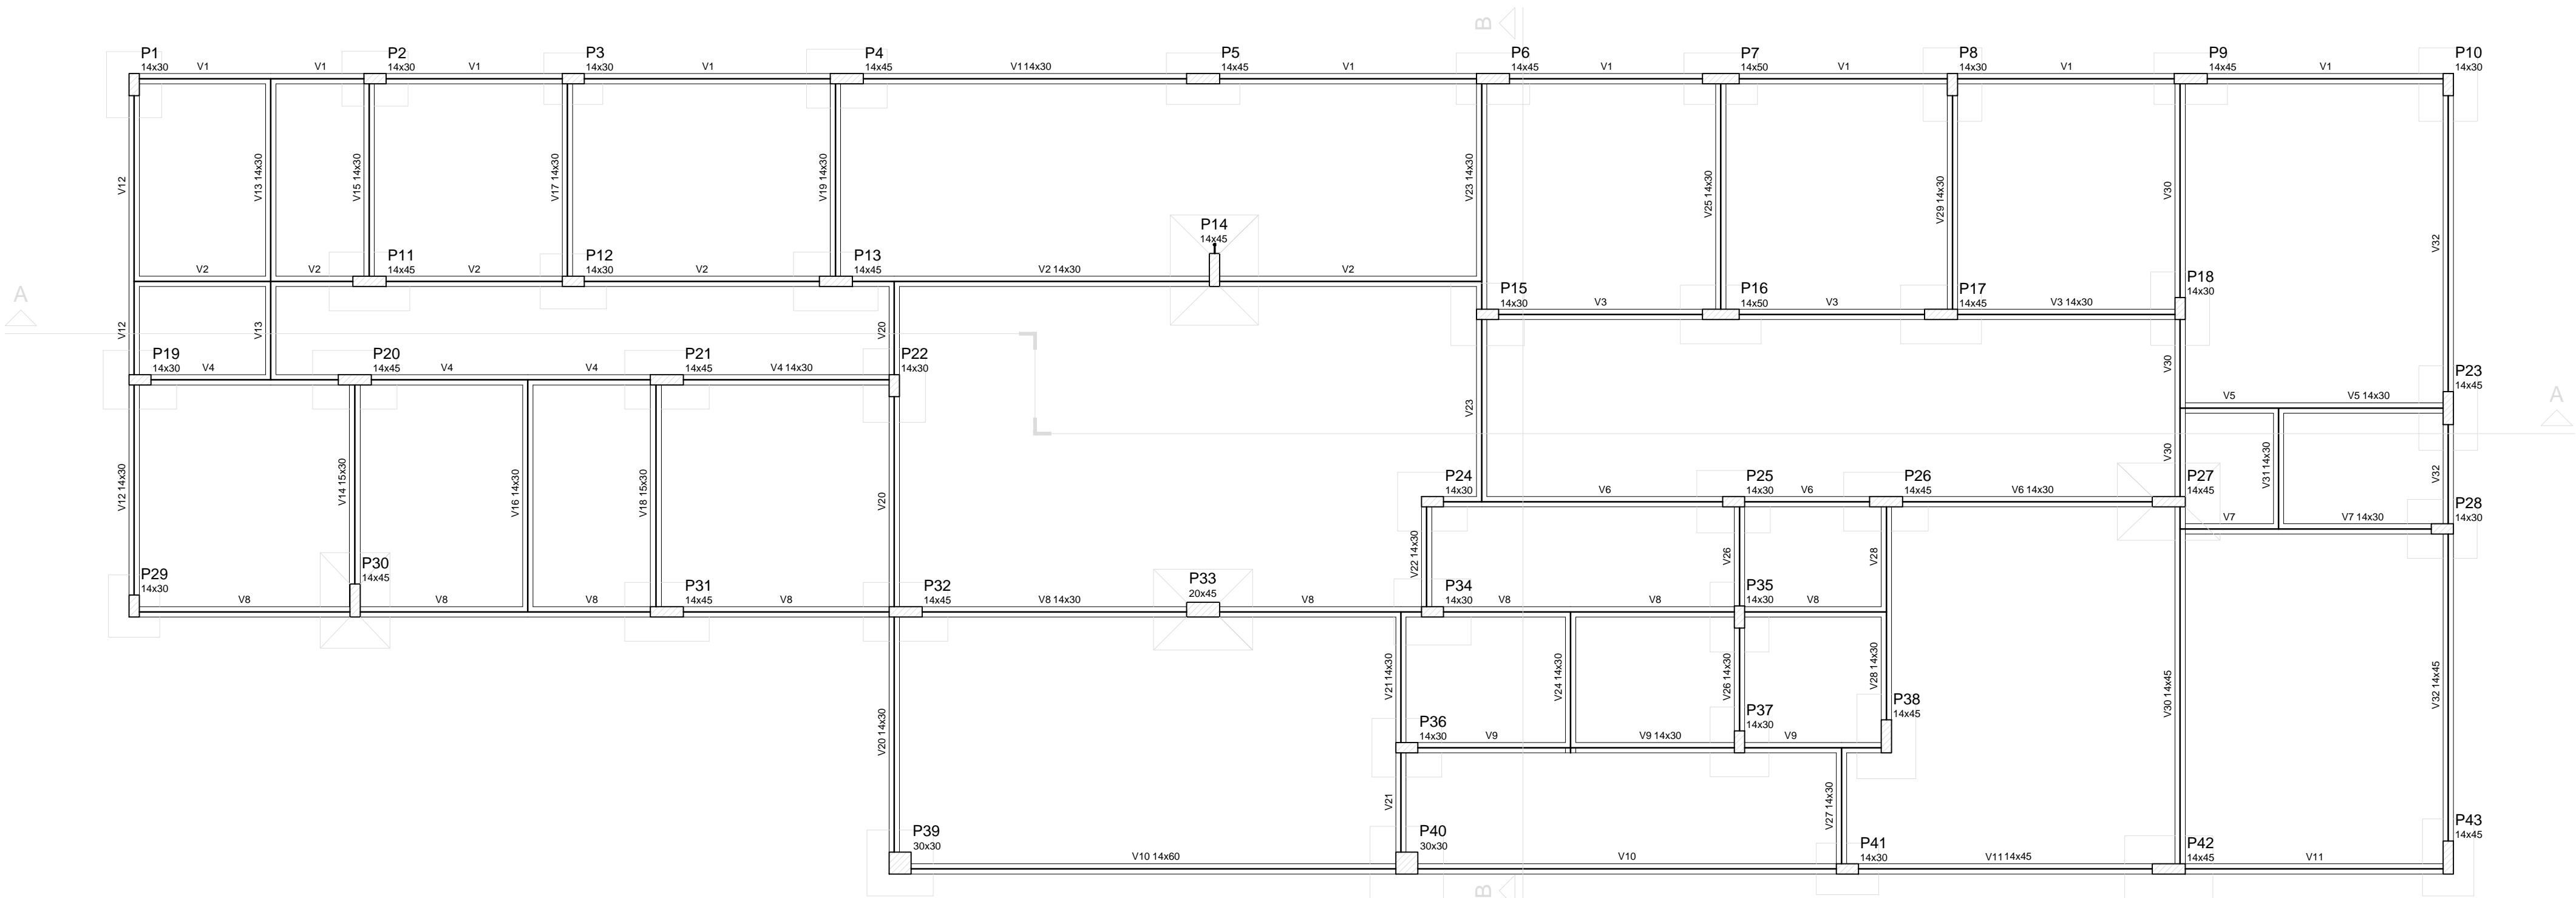 B
P1
14x30
V1
V1
P2
14x30
V1
P3
14x30
V1
P4
14x45
V1 14x30
P5
14x45
V1
P6
14x45
V1
P7
14x50
V1
P8
14x30
V1
P9
14x45
V1
P10
14x30
V12
V13 14x30
V15 14x30
V17 14x30
V19 14x30
V23 14x30
V25 14x30
V29 14x30
V30
V32
P14
14x45
V2
V2
P11
14x45
V2
P12
14x30
V2
P13
14x45
V2 14x30
V2
P15
14x30
V3
P16
14x50
V3
P17
14x45
V3 14x30
P18
14x30
A
V12
V13
V20
V30
P19
14x30
V4
P20
14x45
V4
V4
P21
14x45
V4 14x30
P22
14x30
V23
V5
V5 14x30
P23
14x45
A
V12 14x30
V14 15x30
V16 14x30
V18 15x30
V20
P24
14x30
V6
P25
14x30
V6
P26
14x45
V6 14x30
V30
P27
14x45
V31 14x30
V32
V7
V7 14x30
P28
14x30
V22 14x30
V26
V28
P29
14x30
V8
P30
14x45
V8
V8
P31
14x45
V8
P32
14x45
V8 14x30
P33
20x45
V8
P34
14x30
V8
V8
P35
14x30
V8
V20 14x30
V21 14x30
V24 14x30
V26 14x30
V28 14x30
V30 14x45
V32 14x45
P36
14x30
V9
V9 14x30
P37
14x30
V9
P38
14x45
V21
V27 14x30
P39
30x30
V10 14x60
P40
30x30
V10
P41
14x30
V11 14x45
P42
14x45
V11
P43
14x45
B